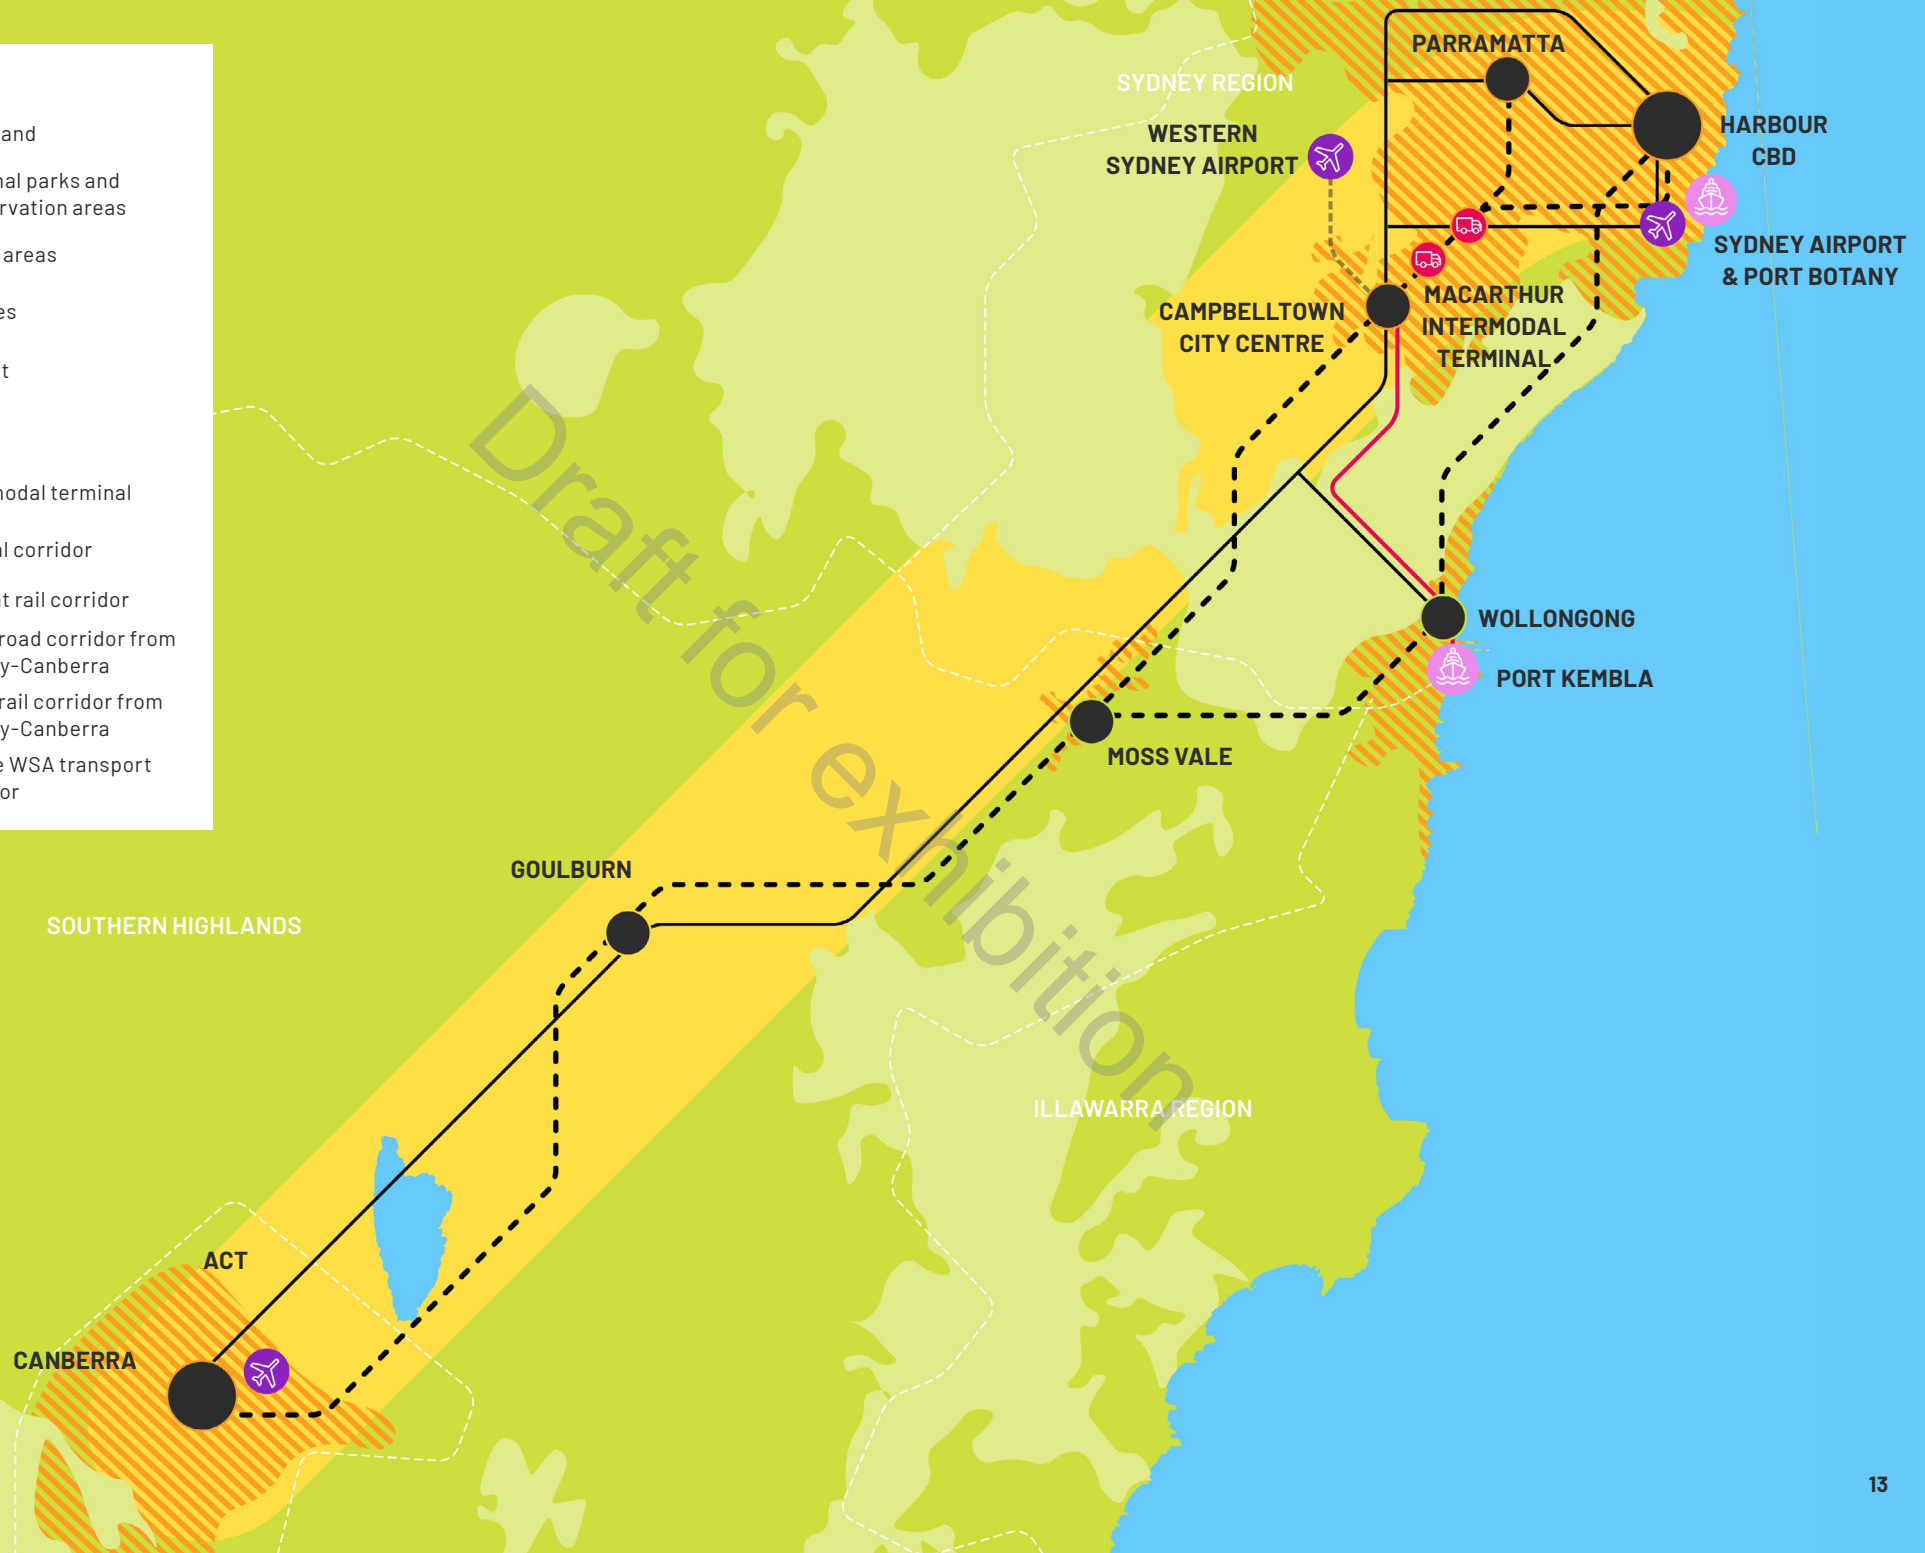 and
nal parks and
rvation areas
areas
es
t
nodal terminal
al corridor
nt rail corridor
road corridor from
y-Canberra
rail corridor from
y-Canberra
e WSA transport
or
PARRAMATTA
SYDNEY REGION
WESTERN
SYDNEY AIRPORT
HARBOUR
CBD
SYDNEY AIRPORT
& PORT BOTANY
CAMPBELLTOWN
CITY CENTRE
MACARTHUR
INTERMODAL
TERMINAL
WOLLONGONG
PORT KEMBLA
MOSS VALE
GOULBURN
SOUTHERN HIGHLANDS
ILLAWARRA REGION
ACT
CANBERRA
Draft for exhibition
13